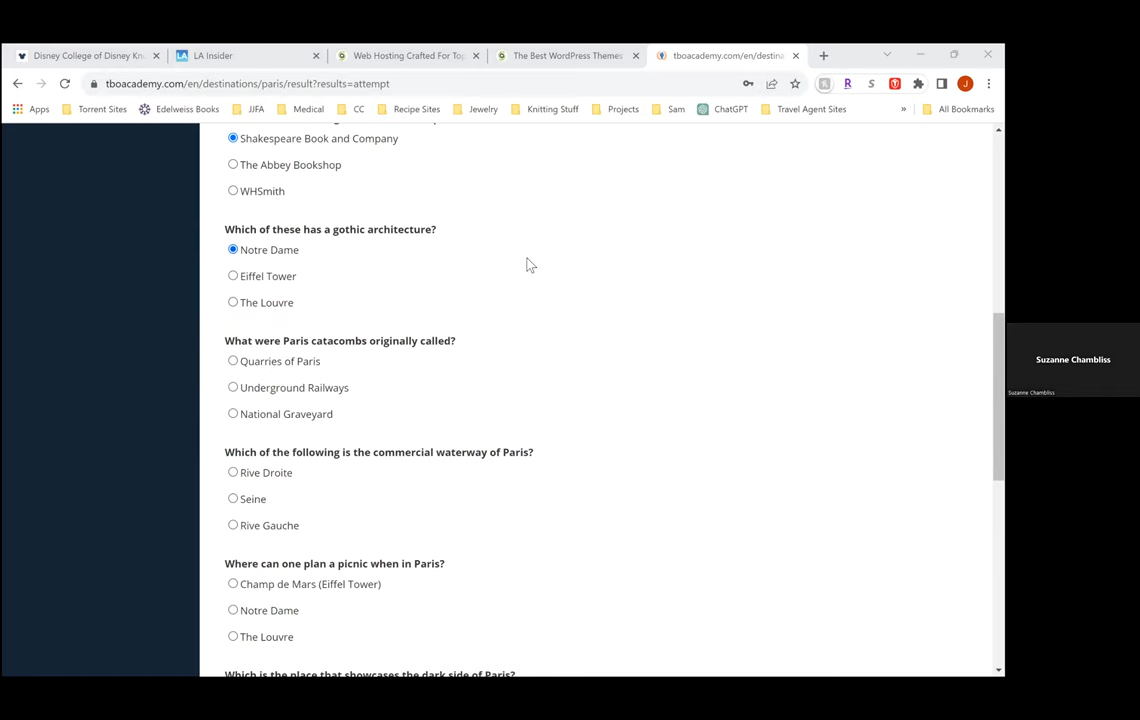 Disney College of Disney Kn
LA Insider
Web Hosting Crafted For Top
The Best WordPress Themes
tboacademy.com/en/destina
tboacademy.com/en/destinations/paris/result?results=attempt
Apps Torrent Sites Edelweiss Books JJFA Medical CC Recipe Sites Jewelry Knitting Stuff Projects Sam ChatGPT Travel Agent Sites » All Bookmarks
Shakespeare Book and Company
The Abbey Bookshop
WHSmith
Which of these has a gothic architecture?
Notre Dame
Eiffel Tower
The Louvre
What were Paris catacombs originally called?
Quarries of Paris
Underground Railways
National Graveyard
Which of the following is the commercial waterway of Paris?
Rive Droite
Seine
Rive Gauche
Where can one plan a picnic when in Paris?
Champ de Mars (Eiffel Tower)
Notre Dame
The Louvre
Which is the place that showcases the dark side of Paris?
Suzanne Chambliss
Suzanne Chambliss